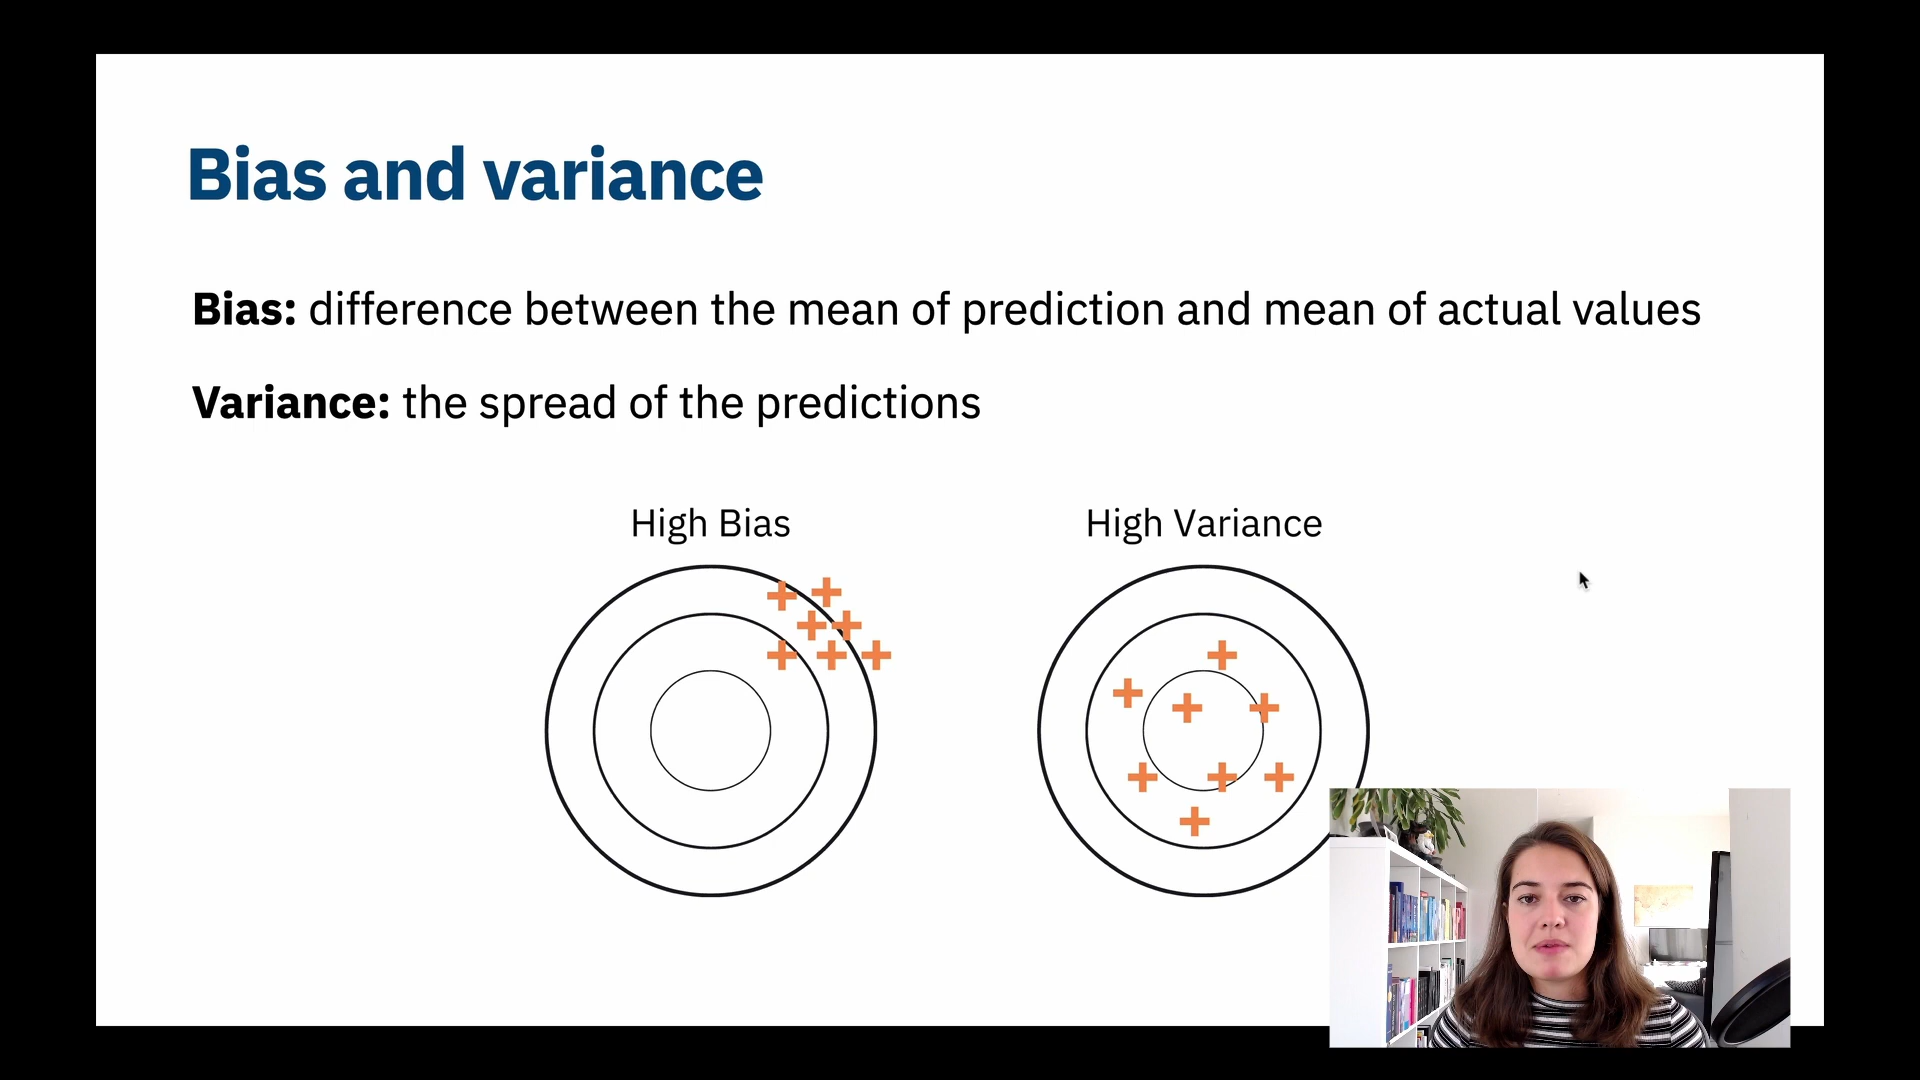 Bias and variance
Bias: difference between the mean of prediction and mean of actual values
Variance: the spread of the predictions
High Bias
High Variance